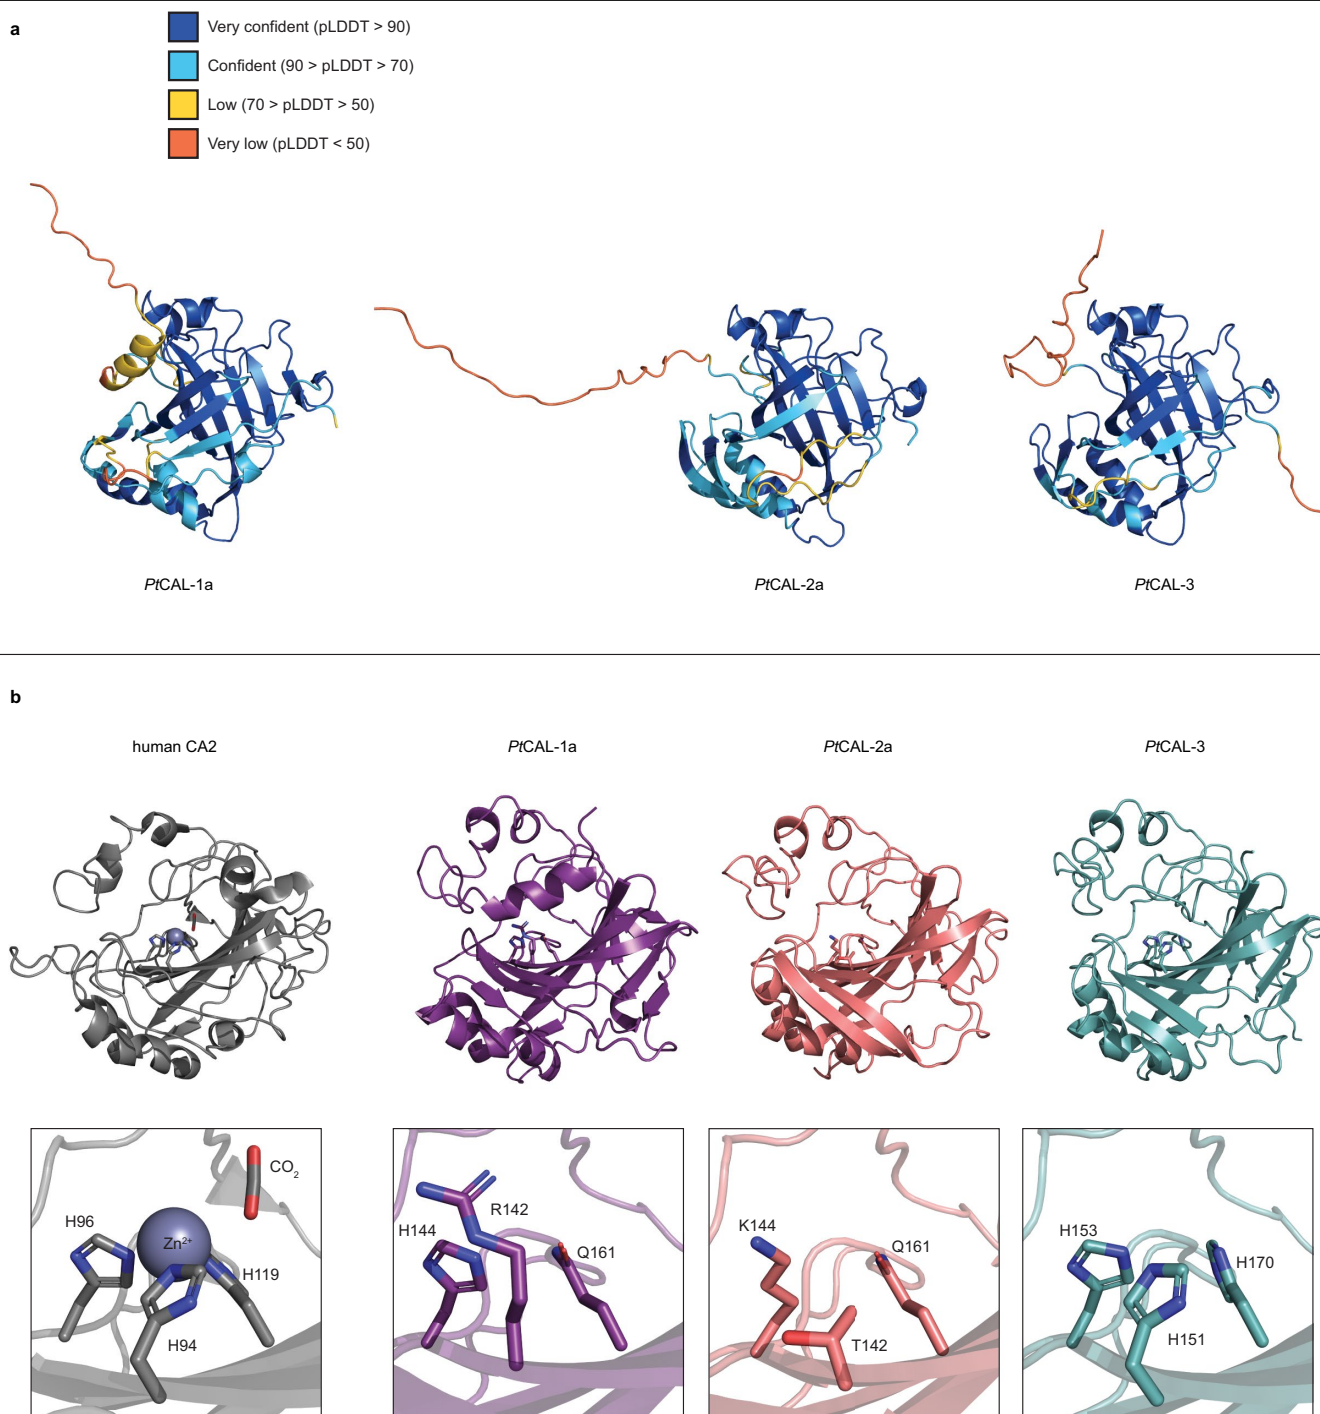 a
Very confident (pLDDT > 90)
Confident (90 > pLDDT > 70)
Low (70 > pLDDT > 50)
Very low (pLDDT < 50)
PtCAL-1a
PtCAL-2a
PtCAL-3
b
human CA2
PtCAL-1a
PtCAL-2a
PtCAL-3
CO2
H96
Zn2+
H119
H94
R142
H144
Q161
K144
Q161
T142
H153
H170
H151